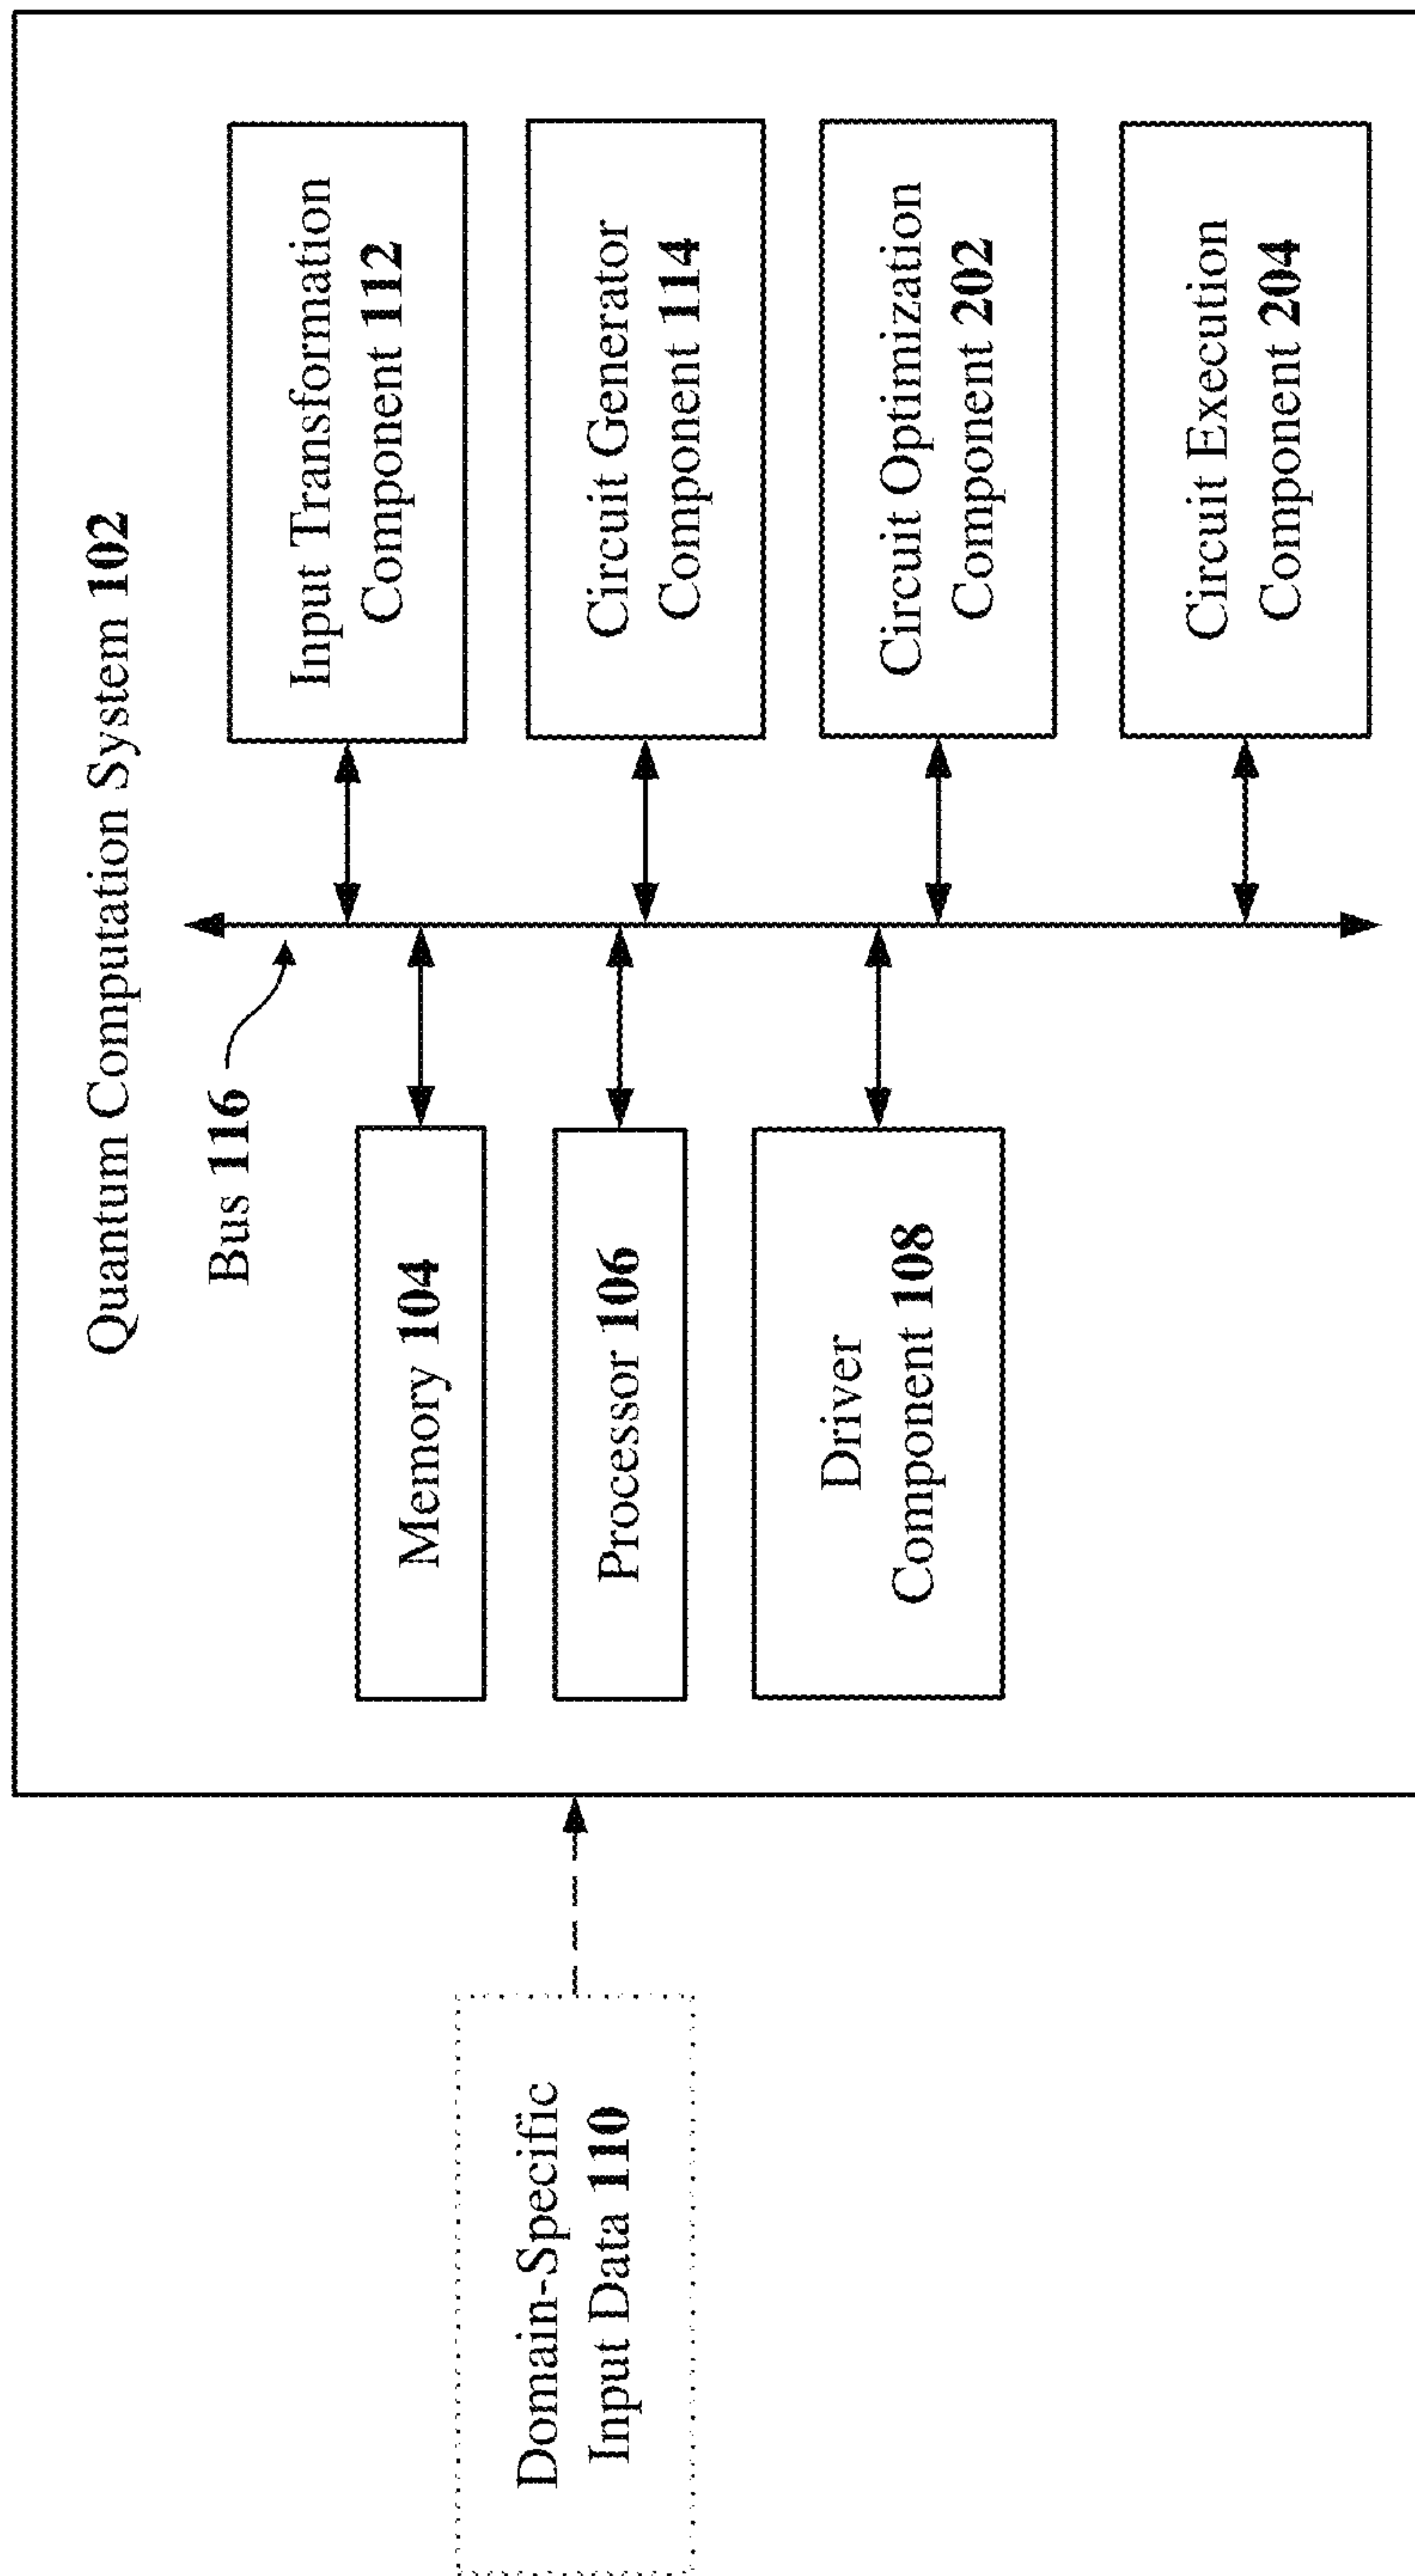 Quantum Computation System 102
Bus 116
Memory 104
Processor 106
Driver
Component 108
Input Transformation
Component 112
Circuit Generator
Component 114
Circuit Optimization
Component 202
Circuit Execution
Component 204
Domain-Specific
Input Data 110